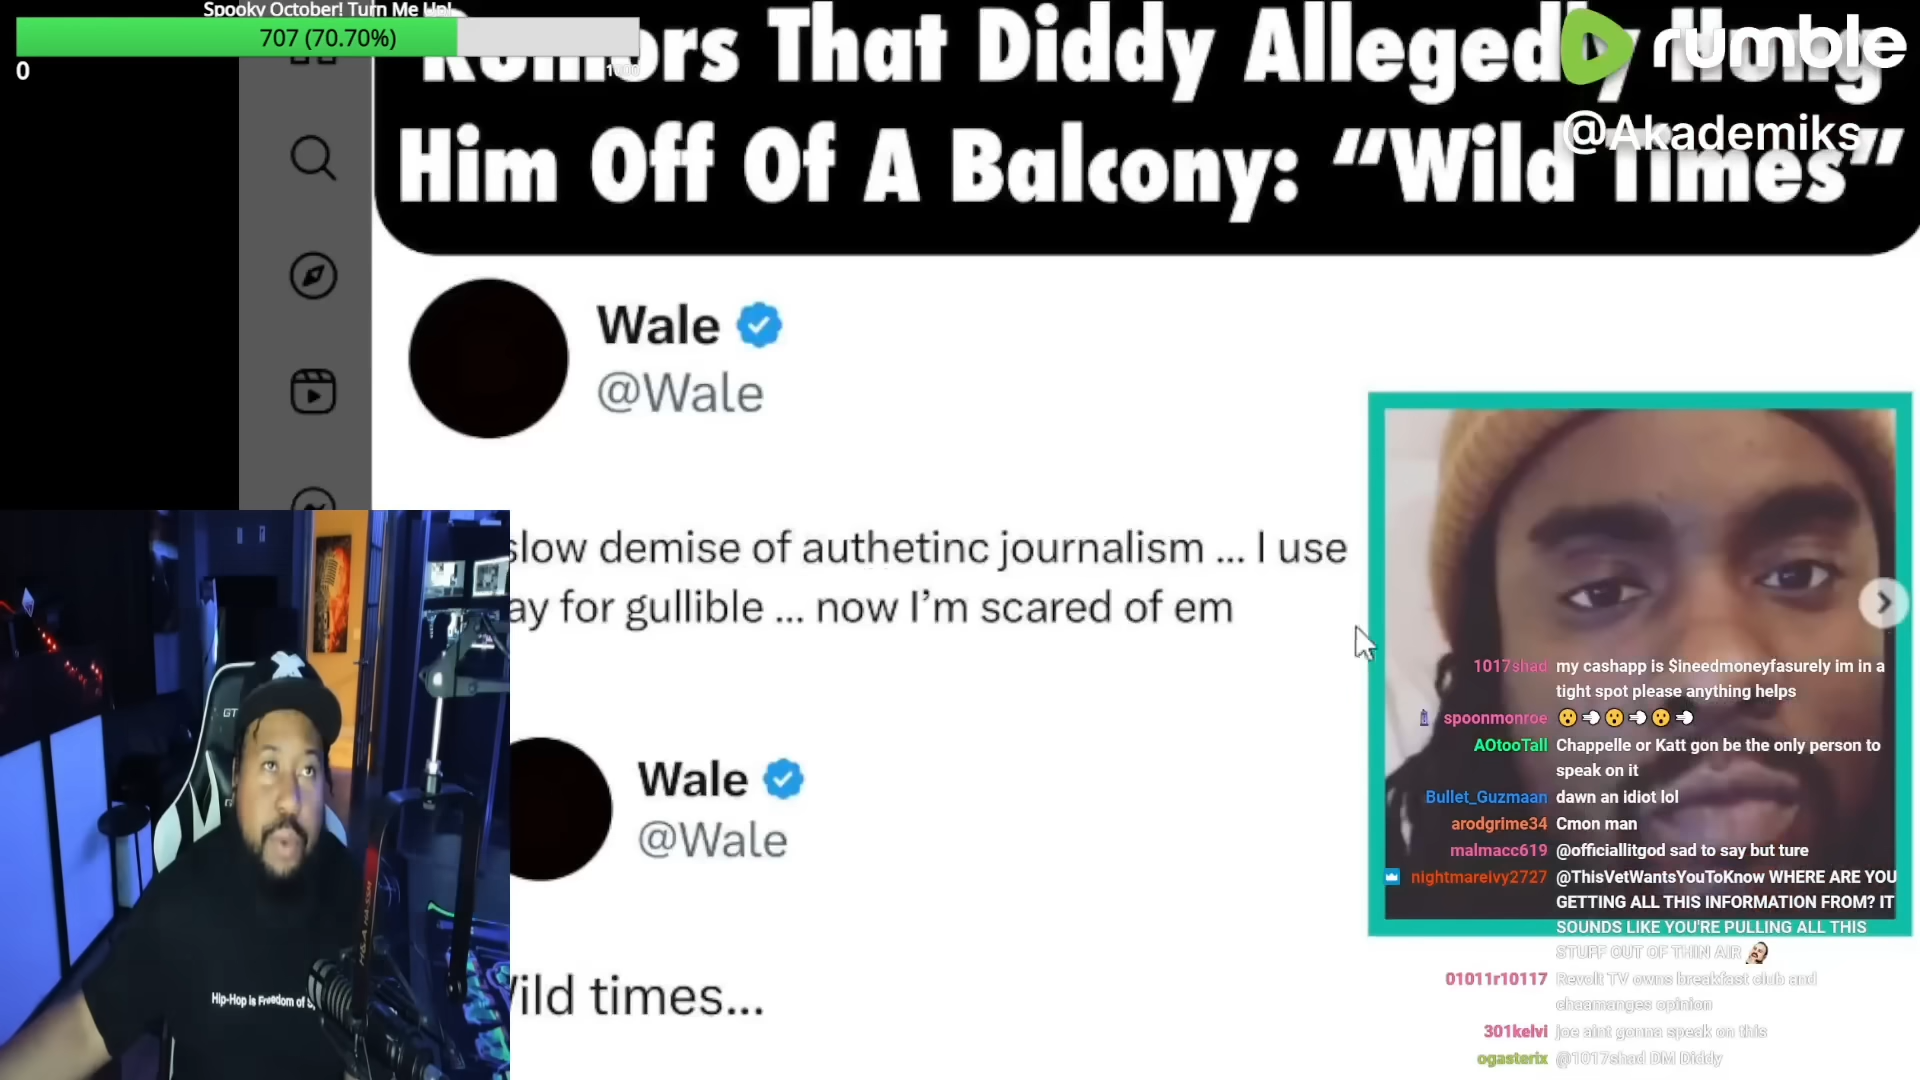 Spooky October! Turn Me Up!
707 (70.70%)
0
Rumors That Diddy Allegedly Hung
Him Off Of A Balcony: “Wild Times”
rumble
@Akademiks
Wale
@Wale
slow demise of authetinc journalism ... I use
ay for gullible ... now I’m scared of em
Wale
@Wale
ild times...
GT
Hip-Hop is Freedom of
1017shad my cashapp is $ineedmoneyfasurely im in a
tight spot please anything helps
spoonmonroe 😮💨😮💨😮💨
AOtooTall Chappelle or Katt gon be the only person to
speak on it
Bullet_Guzmaan dawn an idiot lol
arodgrime34 Cmon man
malmacc619 @officiallitgod sad to say but ture
nightmareivy2727 @ThisVetWantsYouToKnow WHERE ARE YOU
GETTING ALL THIS INFORMATION FROM? IT
SOUNDS LIKE YOU'RE PULLING ALL THIS
STUFF OUT OF THIN AIR
01011r10117 Revolt TV owns breakfast club and
chaamanges opinion
301kelvi joe aint gonna speak on this
ogasterix @1017shad DM Diddy